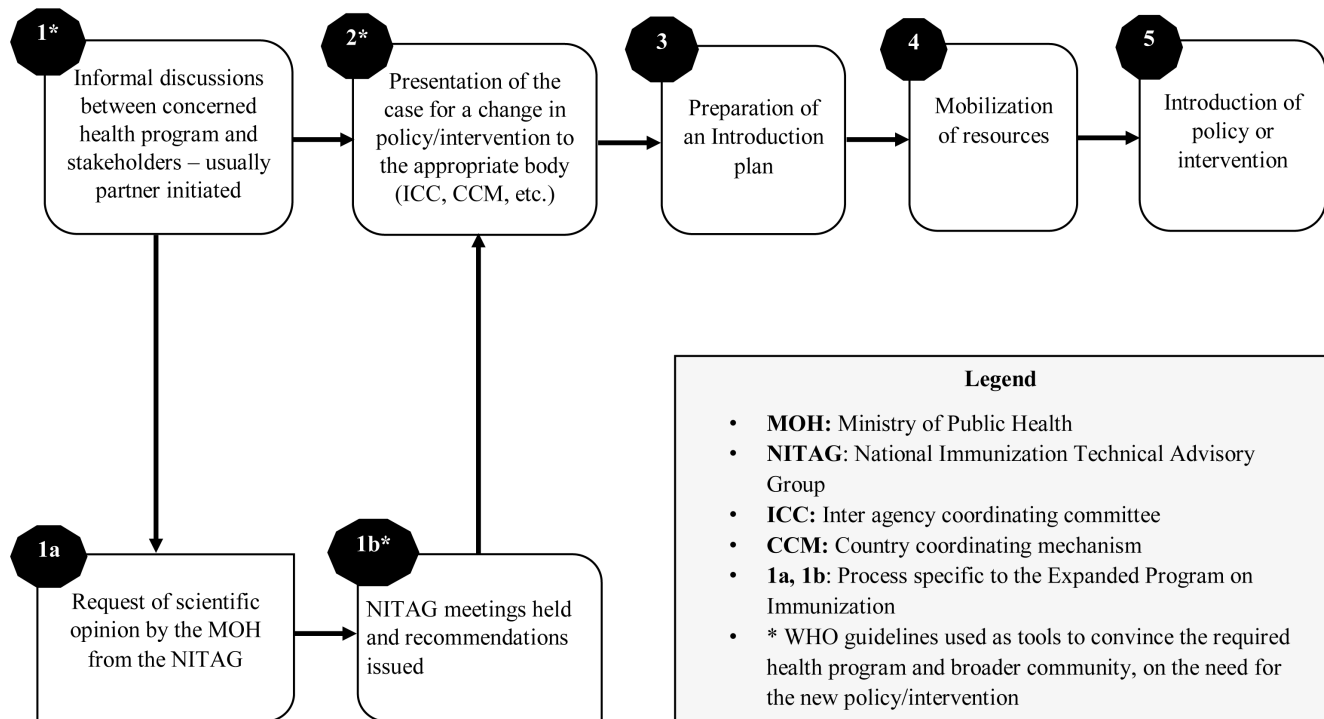 1*
Informal discussions
between concerned
health program and
stakeholders – usually
partner initiated
2*
Presentation of the
case for a change in
policy/intervention to
the appropriate body
(ICC, CCM, etc.)
3
Preparation of
an Introduction
plan
4
Mobilization
of resources
5
Introduction of
policy or
intervention
1a
Request of scientific
opinion by the MOH
from the NITAG
1b*
NITAG meetings held
and recommendations
issued
Legend
• MOH: Ministry of Public Health
• NITAG: National Immunization Technical Advisory
Group
• ICC: Inter agency coordinating committee
• CCM: Country coordinating mechanism
• 1a, 1b: Process specific to the Expanded Program on
Immunization
• * WHO guidelines used as tools to convince the required
health program and broader community, on the need for
the new policy/intervention